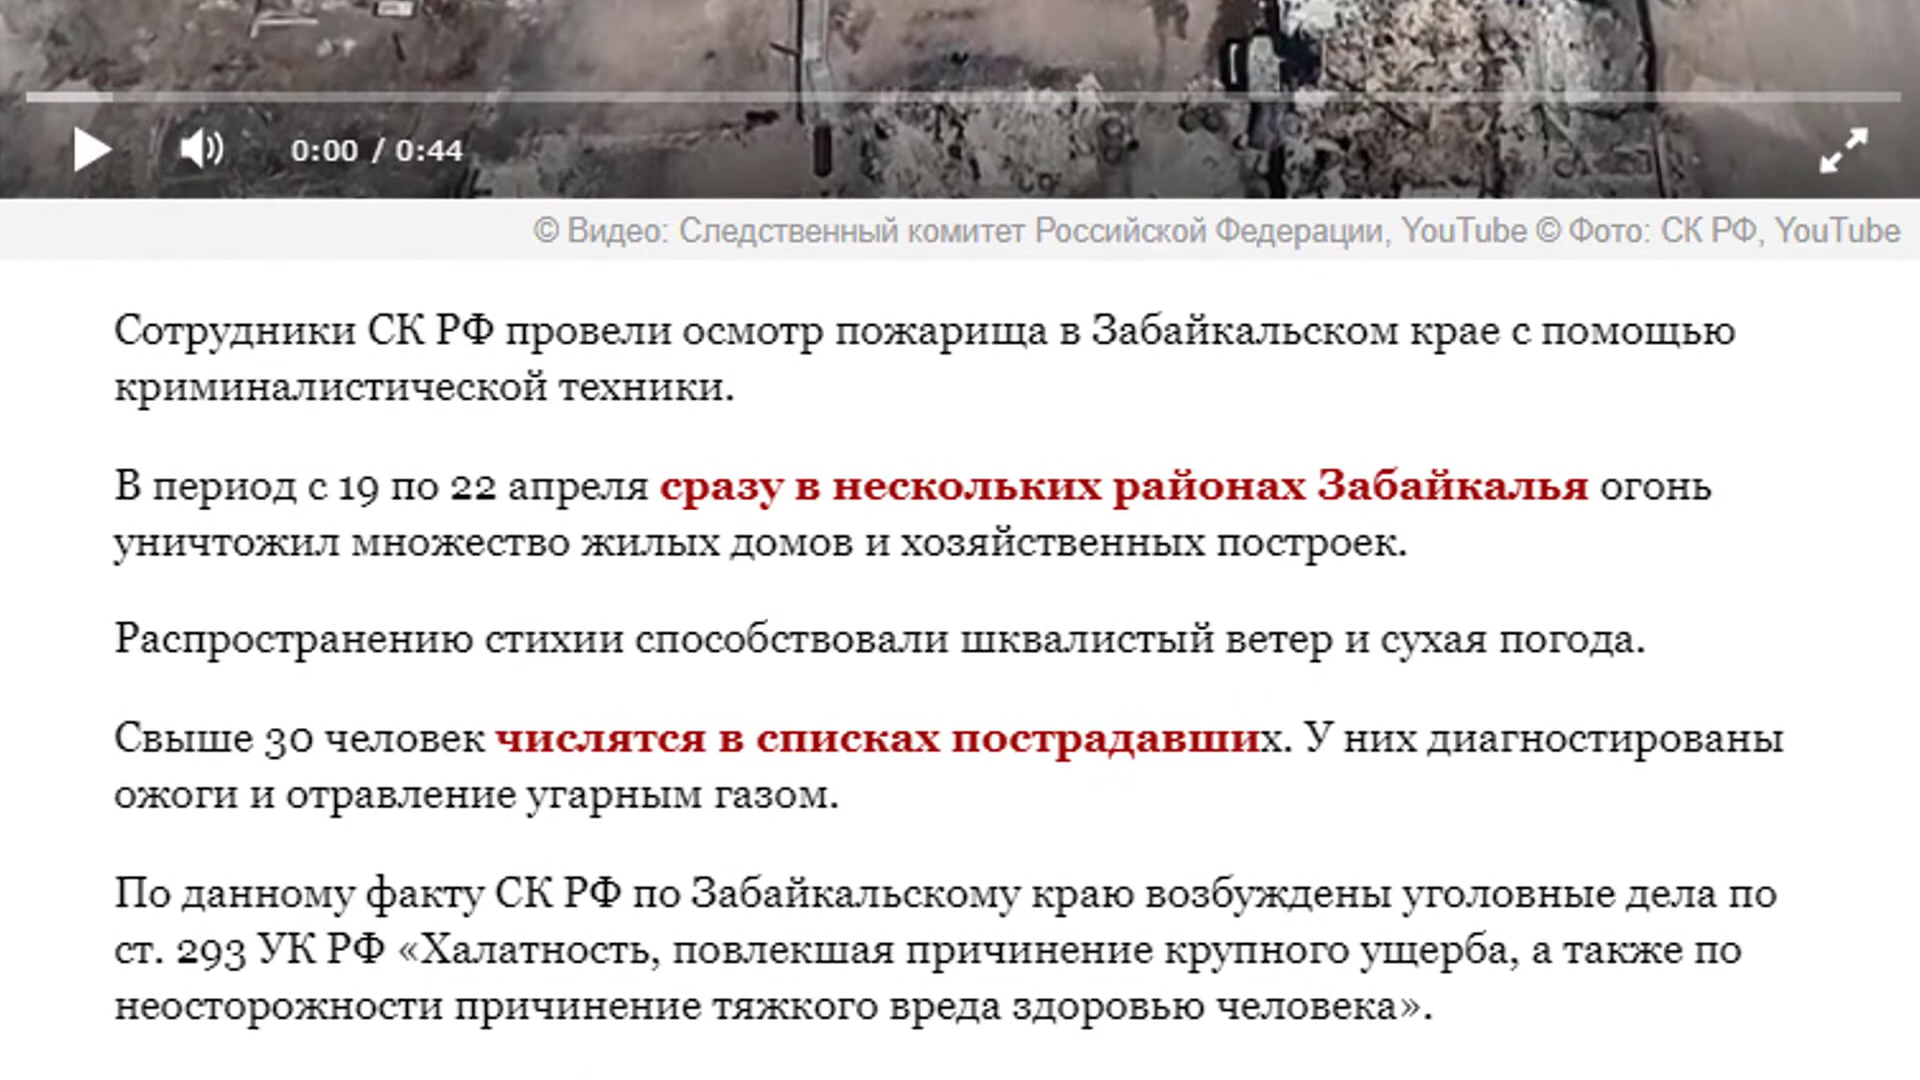 0:00 / 0:44
© Видео: Следственный комитет Российской Федерации, YouTube © Фото: СК РФ, YouTube
Сотрудники СК РФ провели осмотр пожарища в Забайкальском крае с помощью
криминалистической техники.
В период с 19 по 22 апреля сразу в нескольких районах Забайкалья огонь
уничтожил множество жилых домов и хозяйственных построек.
Распространению стихии способствовали шквалистый ветер и сухая погода.
Свыше 30 человек числятся в списках пострадавших. У них диагностированы
ожоги и отравление угарным газом.
По данному факту СК РФ по Забайкальскому краю возбуждены уголовные дела по
ст. 293 УК РФ «Халатность, повлекшая причинение крупного ущерба, а также по
неосторожности причинение тяжкого вреда здоровью человека».